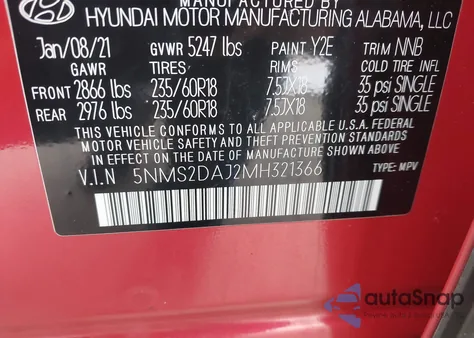 MANUFACTURED BY
HYUNDAI MOTOR MANUFACTURING ALABAMA, LLC
Jan/08/21 GVWR 5247 lbs PAINT Y2E TRIM NNB
GAWR TIRES RIMS COLD TIRE INFL
FRONT 2866 lbs 235/60R18 7.5JX18 35 psi SINGLE
REAR 2976 lbs 235/60R18 7.5JX18 35 psi SINGLE
THIS VEHICLE CONFORMS TO ALL APPLICABLE U.S.A. FEDERAL
MOTOR VEHICLE SAFETY AND THEFT PREVENTION STANDARDS
IN EFFECT ON THE DATE OF MANUFACTURE SHOWN ABOVE.
V.I.N 5NMS2DAJ2MH321366 TYPE: MPV
autaSnap